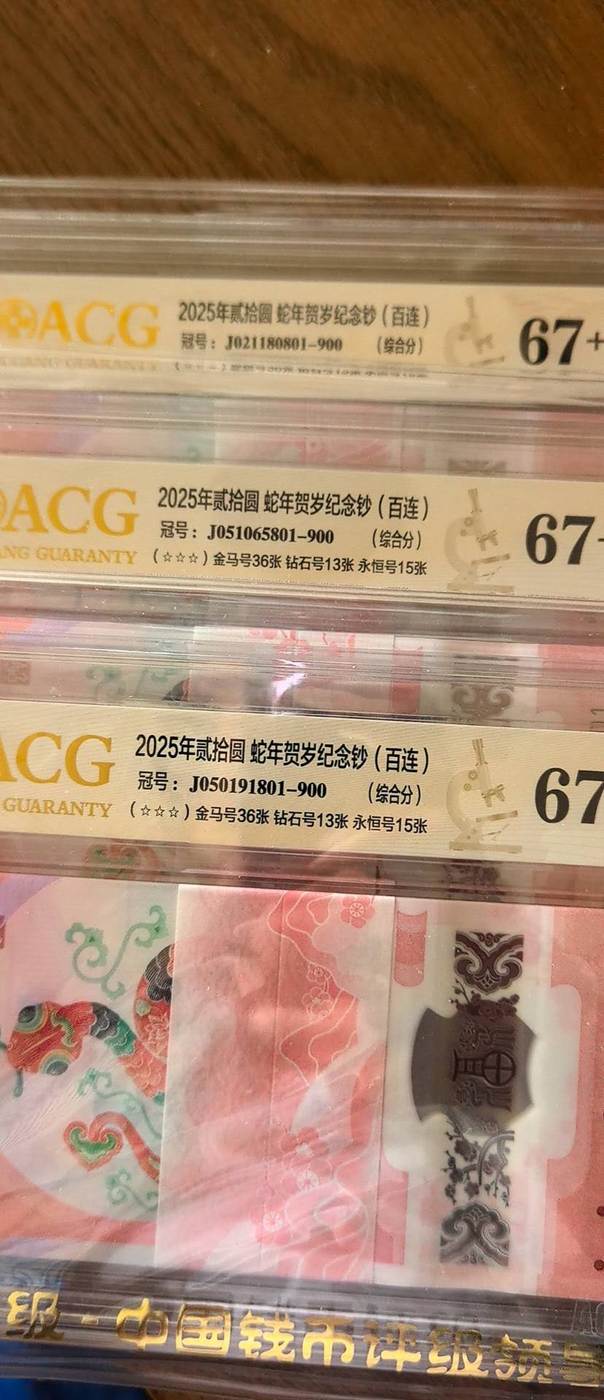 ACG
2025年贰拾圆 蛇年贺岁纪念钞（百连）
冠号：J021180801-900 （综合分）
67+
ACG
ANG GUARANTY
2025年贰拾圆 蛇年贺岁纪念钞（百连）
冠号：J051065801-900 （综合分）
（☆☆☆）金马号36张 钻石号13张 永恒号15张
67
ACG
GUARANTY
2025年贰拾圆 蛇年贺岁纪念钞（百连）
冠号：J050191801-900 （综合分）
（☆☆☆）金马号36张 钻石号13张 永恒号15张
67
级·中国钱币评级领